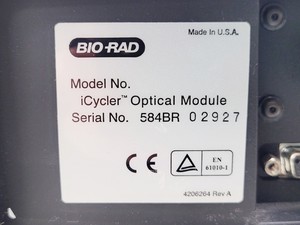 BIO-RAD
Made In U.S.A.
Model No.
iCycler™ Optical Module
Serial No. 584BR 02927
CE
EN
61010-1
4206264 Rev A